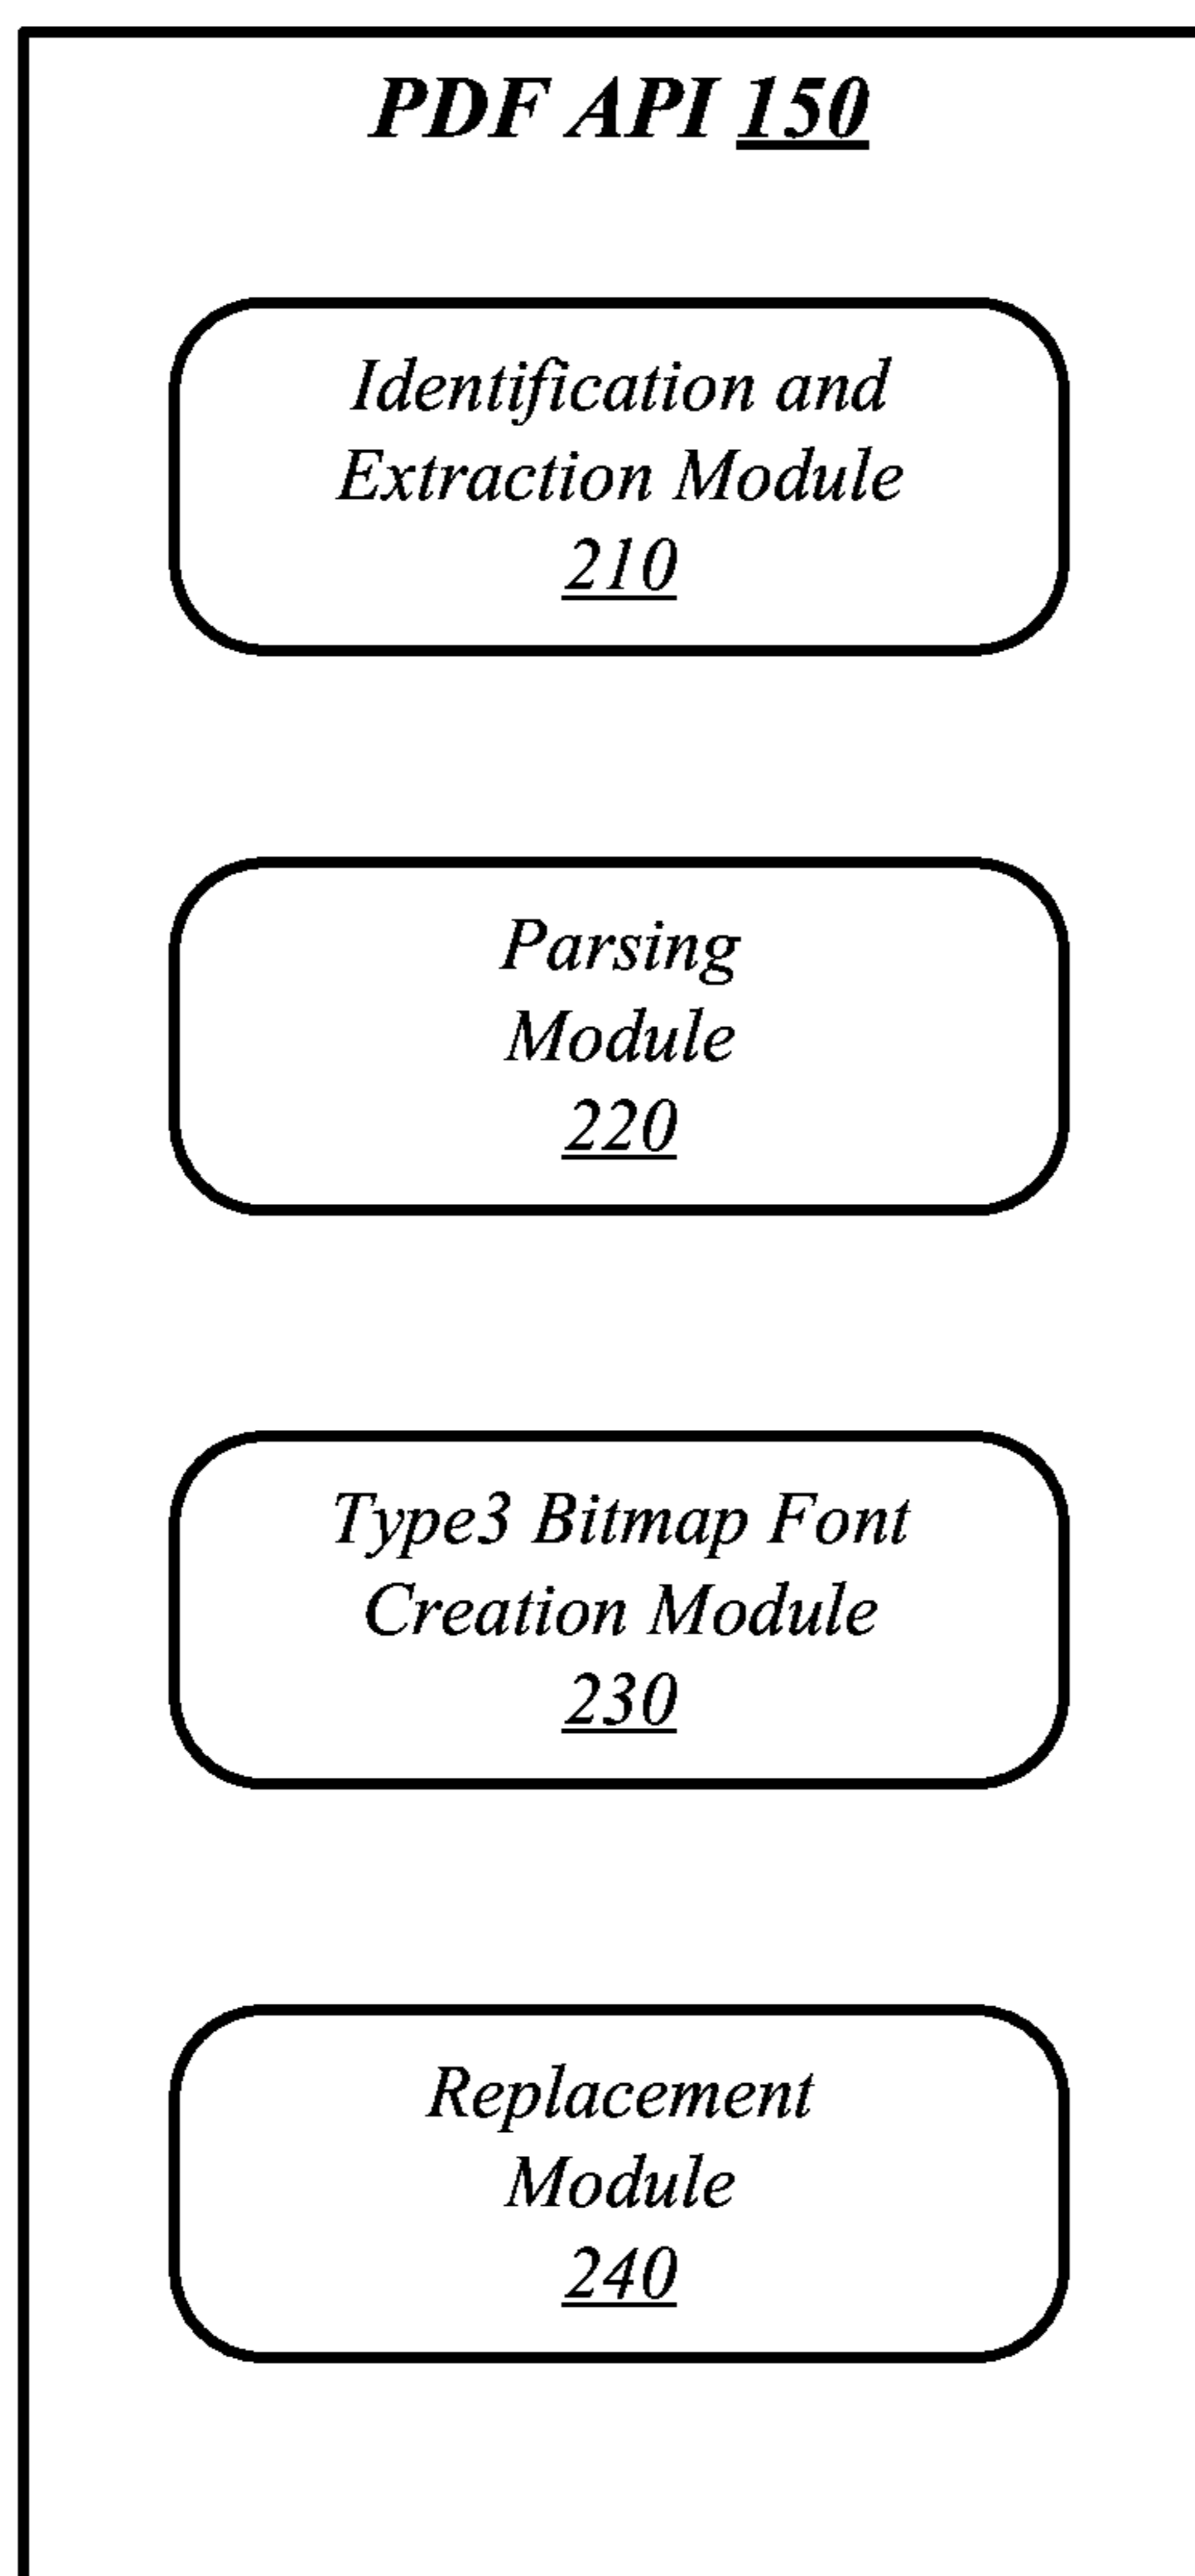 PDF API 150
Identification and
Extraction Module
210
Parsing
Module
220
Type3 Bitmap Font
Creation Module
230
Replacement
Module
240